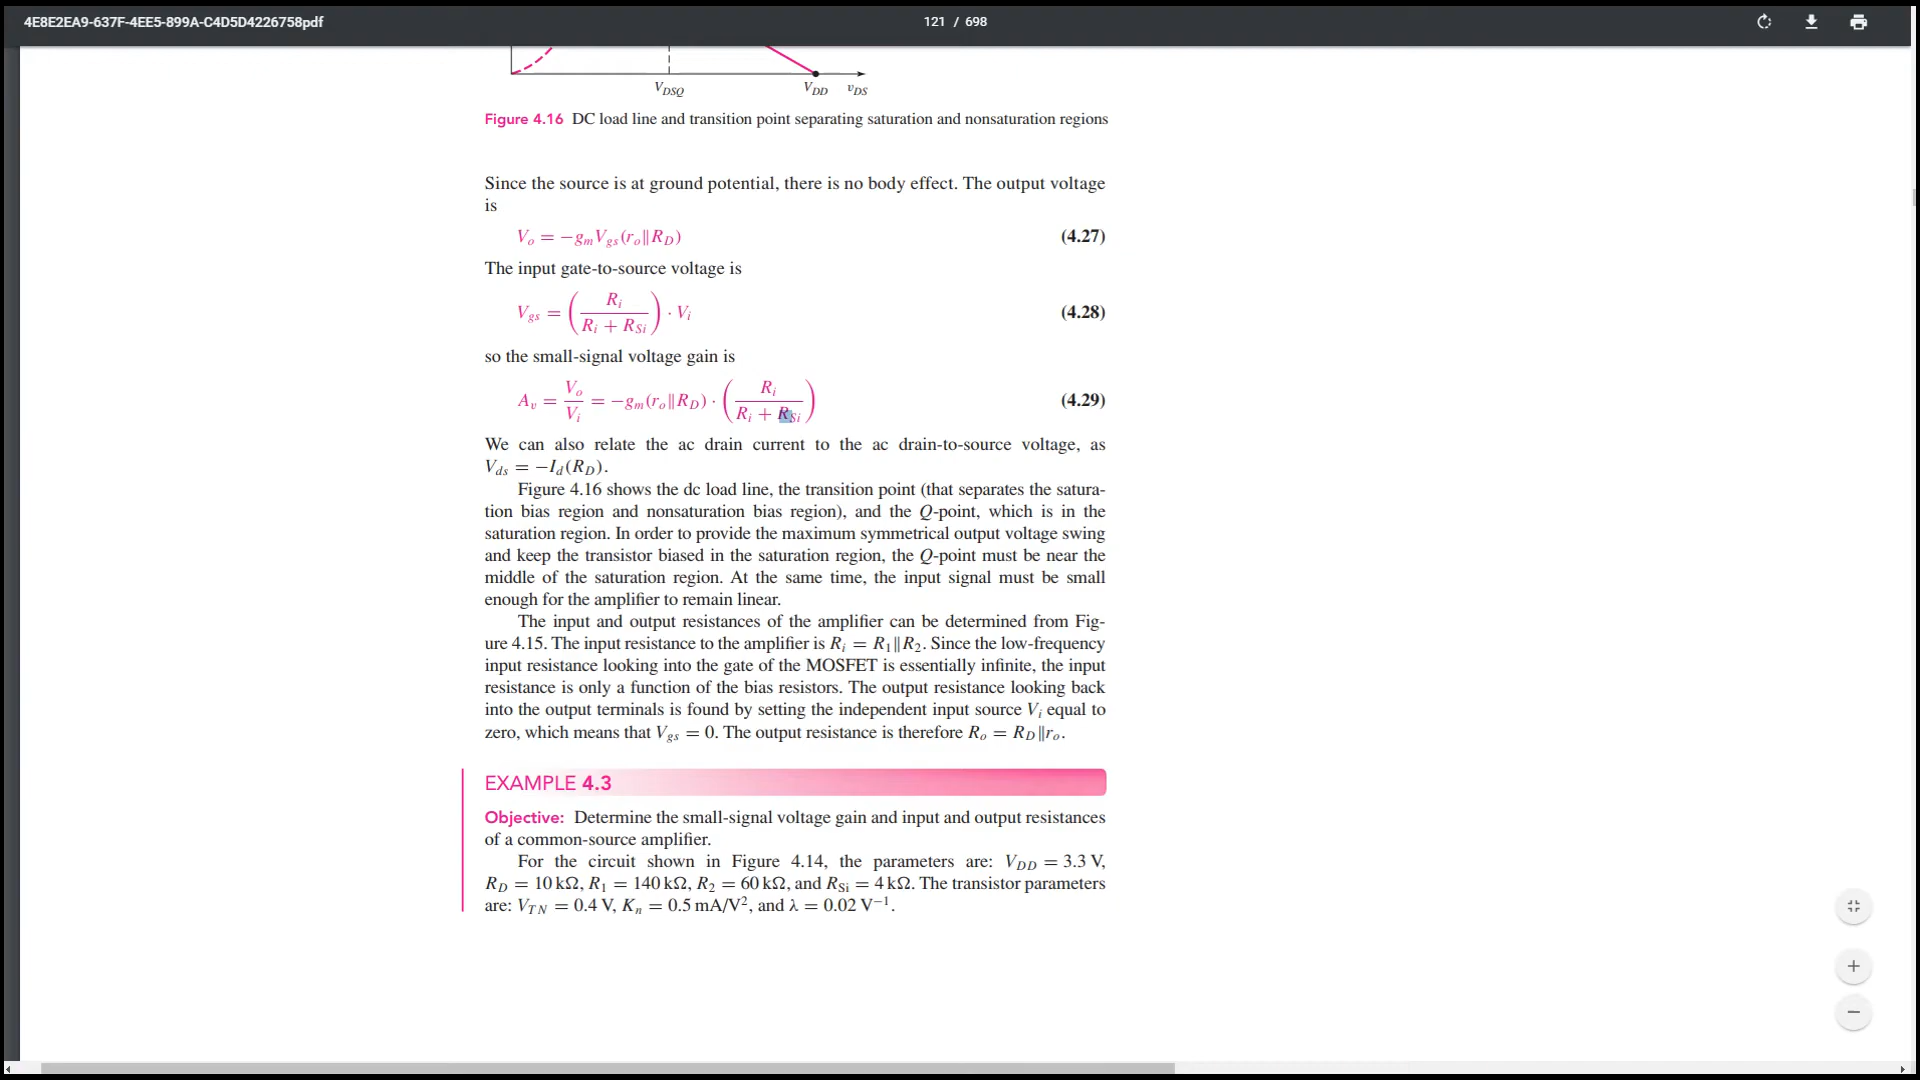 4E8E2EA9-637F-4EE5-899A-C4D5D4226758pdf
121 / 698
V_DSQ V_DD v_DS
Figure 4.16 DC load line and transition point separating saturation and nonsaturation regions
Since the source is at ground potential, there is no body effect. The output voltage
is
V_o = −g_m V_gs (r_o ∥ R_D) (4.27)
The input gate-to-source voltage is
V_gs = (R_i / (R_i + R_Si)) · V_i (4.28)
so the small-signal voltage gain is
A_v = V_o / V_i = −g_m (r_o ∥ R_D) · (R_i / (R_i + R_Si)) (4.29)
We can also relate the ac drain current to the ac drain-to-source voltage, as
V_ds = −I_d (R_D).
Figure 4.16 shows the dc load line, the transition point (that separates the satura-
tion bias region and nonsaturation bias region), and the Q-point, which is in the
saturation region. In order to provide the maximum symmetrical output voltage swing
and keep the transistor biased in the saturation region, the Q-point must be near the
middle of the saturation region. At the same time, the input signal must be small
enough for the amplifier to remain linear.
The input and output resistances of the amplifier can be determined from Fig-
ure 4.15. The input resistance to the amplifier is R_i = R_1 ∥ R_2. Since the low-frequency
input resistance looking into the gate of the MOSFET is essentially infinite, the input
resistance is only a function of the bias resistors. The output resistance looking back
into the output terminals is found by setting the independent input source V_i equal to
zero, which means that V_gs = 0. The output resistance is therefore R_o = R_D ∥ r_o.
EXAMPLE 4.3
Objective: Determine the small-signal voltage gain and input and output resistances
of a common-source amplifier.
For the circuit shown in Figure 4.14, the parameters are: V_DD = 3.3 V,
R_D = 10 kΩ, R_1 = 140 kΩ, R_2 = 60 kΩ, and R_Si = 4 kΩ. The transistor parameters
are: V_TN = 0.4 V, K_n = 0.5 mA/V², and λ = 0.02 V⁻¹.